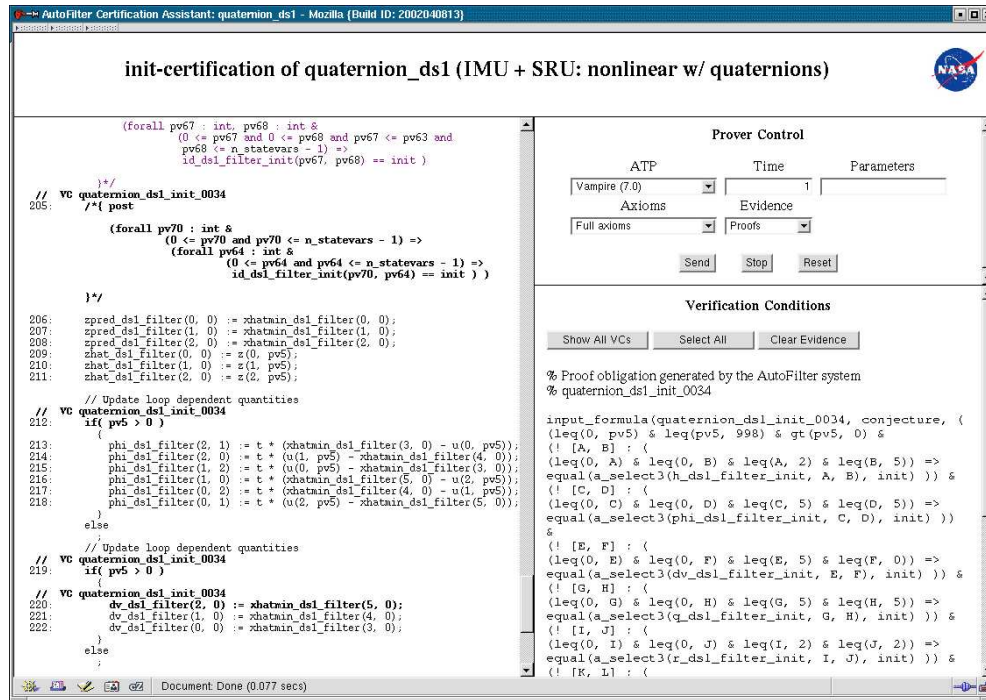 AutoFilter Certification Assistant: quaternion_ds1 - Mozilla {Build ID: 2002040813}
init-certification of quaternion_ds1 (IMU + SRU: nonlinear w/ quaternions)
NASA
(forall pv67 : int, pv68 : int &
(0 <= pv67 and 0 <= pv68 and pv67 <= pv63 and
pv68 <= n_statevars - 1) =>
id_ds1_filter_init(pv67, pv68) == init )
}*/
// VC quaternion_ds1_init_0034
205: /*{ post
(forall pv70 : int &
(0 <= pv70 and pv70 <= n_statevars - 1) =>
(forall pv64 : int &
(0 <= pv64 and pv64 <= n_statevars - 1) =>
id_ds1_filter_init(pv70, pv64) == init ) )
}*/
206: zpred_ds1_filter(0, 0) := xhatmin_ds1_filter(0, 0);
207: zpred_ds1_filter(1, 0) := xhatmin_ds1_filter(1, 0);
208: zpred_ds1_filter(2, 0) := xhatmin_ds1_filter(2, 0);
209: zhat_ds1_filter(0, 0) := z(0, pv5);
210: zhat_ds1_filter(1, 0) := z(1, pv5);
211: zhat_ds1_filter(2, 0) := z(2, pv5);
// Update loop dependent quantities
// VC quaternion_ds1_init_0034
212: if( pv5 > 0 )
{
213: phi_ds1_filter(2, 1) := t * (xhatmin_ds1_filter(3, 0) - u(0, pv5));
214: phi_ds1_filter(2, 0) := t * (u(1, pv5) - xhatmin_ds1_filter(4, 0));
215: phi_ds1_filter(1, 2) := t * (u(0, pv5) - xhatmin_ds1_filter(3, 0));
216: phi_ds1_filter(1, 0) := t * (xhatmin_ds1_filter(5, 0) - u(2, pv5));
217: phi_ds1_filter(0, 2) := t * (xhatmin_ds1_filter(4, 0) - u(1, pv5));
218: phi_ds1_filter(0, 1) := t * (u(2, pv5) - xhatmin_ds1_filter(5, 0));
}
else
;
// Update loop dependent quantities
// VC quaternion_ds1_init_0034
219: if( pv5 > 0 )
{
// VC quaternion_ds1_init_0034
220: dv_ds1_filter(2, 0) := xhatmin_ds1_filter(5, 0);
221: dv_ds1_filter(1, 0) := xhatmin_ds1_filter(4, 0);
222: dv_ds1_filter(0, 0) := xhatmin_ds1_filter(3, 0);
}
else
;
Prover Control
ATP Time Parameters
Vampire (7.0) 1
Axioms Evidence
Full axioms Proofs
Send Stop Reset
Verification Conditions
Show All VCs Select All Clear Evidence
% Proof obligation generated by the AutoFilter system
% quaternion_ds1_init_0034
input_formula(quaternion_ds1_init_0034, conjecture, (
(leq(0, pv5) & leq(pv5, 998) & gt(pv5, 0) &
(! [A, B] : (
(leq(0, A) & leq(0, B) & leq(A, 2) & leq(B, 5)) =>
equal(a_select3(h_ds1_filter_init, A, B), init) )) &
(! [C, D] : (
(leq(0, C) & leq(0, D) & leq(C, 5) & leq(D, 5)) =>
equal(a_select3(phi_ds1_filter_init, C, D), init) ))
&
(! [E, F] : (
(leq(0, E) & leq(0, F) & leq(E, 5) & leq(F, 0)) =>
equal(a_select3(dv_ds1_filter_init, E, F), init) )) &
(! [G, H] : (
(leq(0, G) & leq(0, H) & leq(G, 5) & leq(H, 5)) =>
equal(a_select3(q_ds1_filter_init, G, H), init) )) &
(! [I, J] : (
(leq(0, I) & leq(0, J) & leq(I, 2) & leq(J, 2)) =>
equal(a_select3(r_ds1_filter_init, I, J), init) )) &
(! [K, L] : (
Document: Done (0.077 secs)